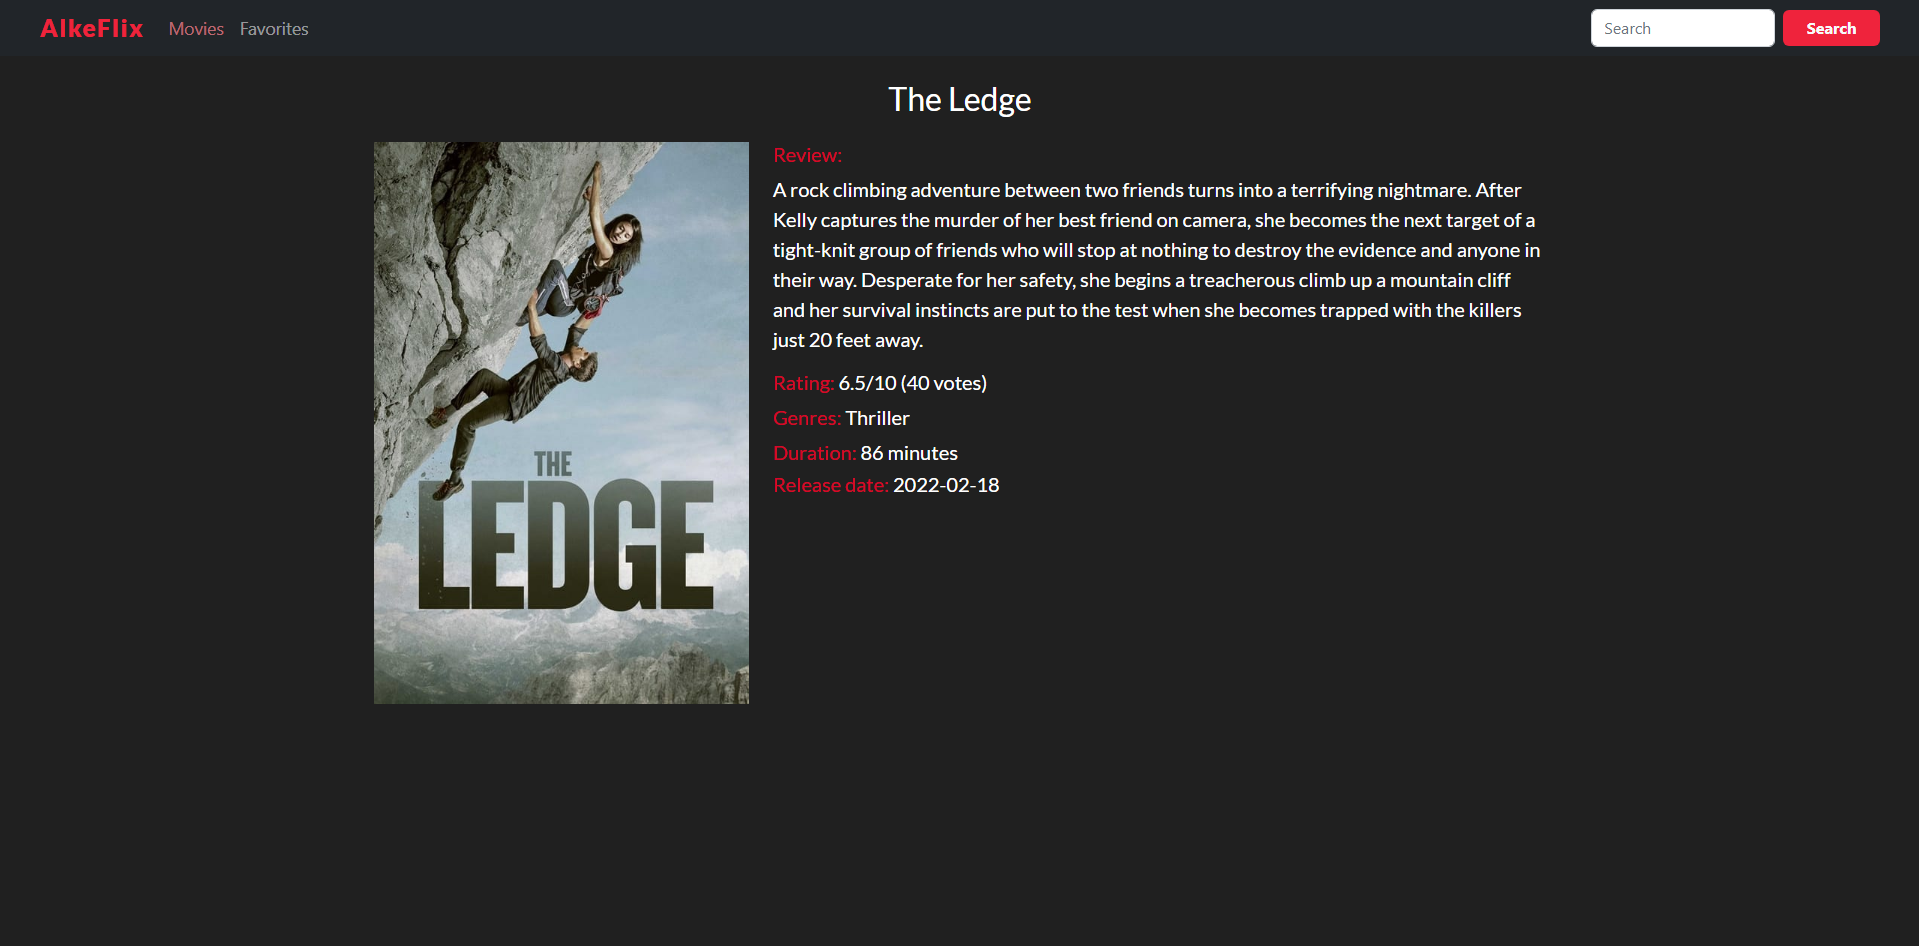 AlkeFlix Movies Favorites Search Search
The Ledge
Review:
A rock climbing adventure between two friends turns into a terrifying nightmare. After
Kelly captures the murder of her best friend on camera, she becomes the next target of a
tight-knit group of friends who will stop at nothing to destroy the evidence and anyone in
their way. Desperate for her safety, she begins a treacherous climb up a mountain cliff
and her survival instincts are put to the test when she becomes trapped with the killers
just 20 feet away.
Rating: 6.5/10 (40 votes)
Genres: Thriller
Duration: 86 minutes
Release date: 2022-02-18
THE
LEDGE